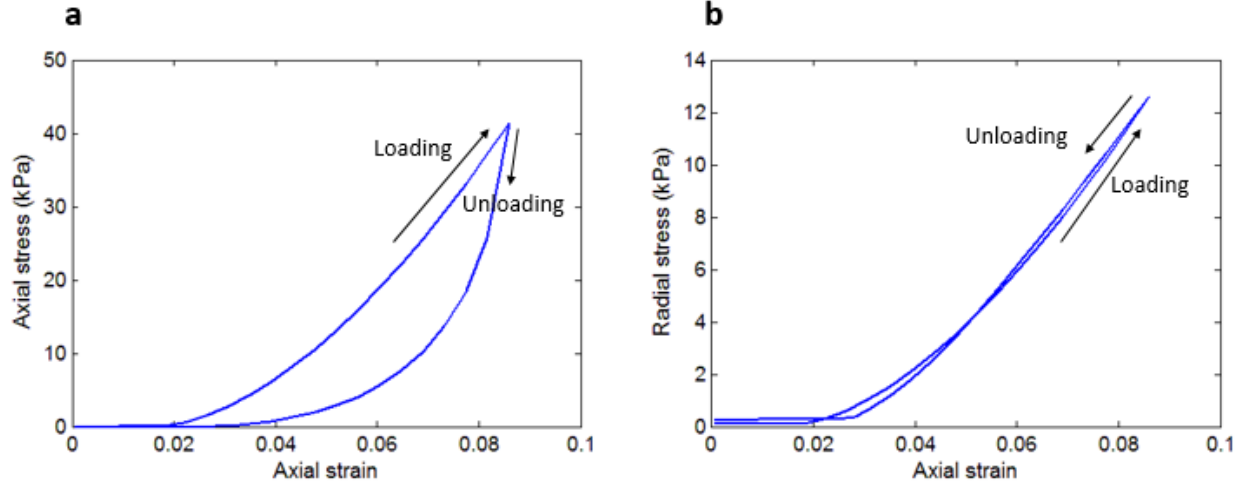 a
50
40
30
20
10
0
Axial stress (kPa)
Loading
Unloading
0
0.02
0.04
0.06
0.08
0.1
Axial strain
b
14
12
10
8
6
4
2
0
Radial stress (kPa)
Unloading
Loading
0
0.02
0.04
0.06
0.08
0.1
Axial strain